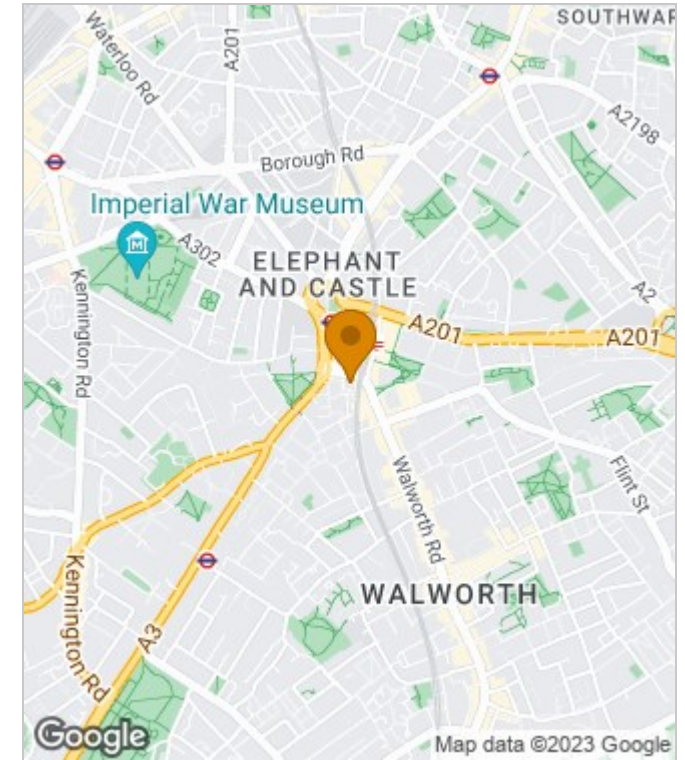 SOUTHWAR
Waterloo Rd
A201
A2198
Borough Rd
Imperial War Museum
A302
ELEPHANT
AND CASTLE
A2
Kennington Rd
A201
A201
Walworth Rd
Flint St
WALWORTH
Kennington Rd
A3
Google
Map data ©2023 Google